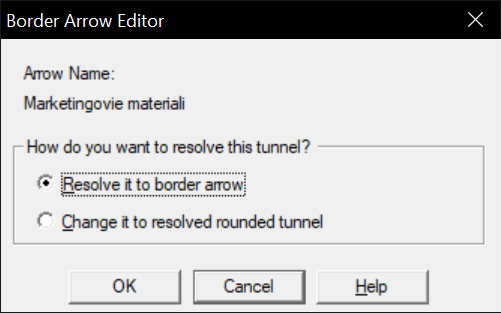 Border Arrow Editor
Arrow Name:
Marketingovie materiali
How do you want to resolve this tunnel?
Resolve it to border arrow
Change it to resolved rounded tunnel
OK Cancel Help